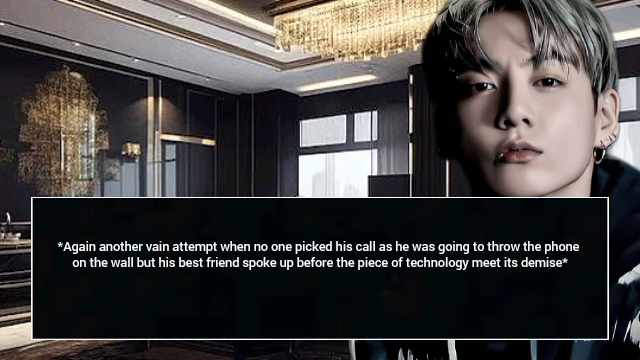 *Again another vain attempt when no one picked his call as he was going to throw the phone
on the wall but his best friend spoke up before the piece of technology meet its demise*